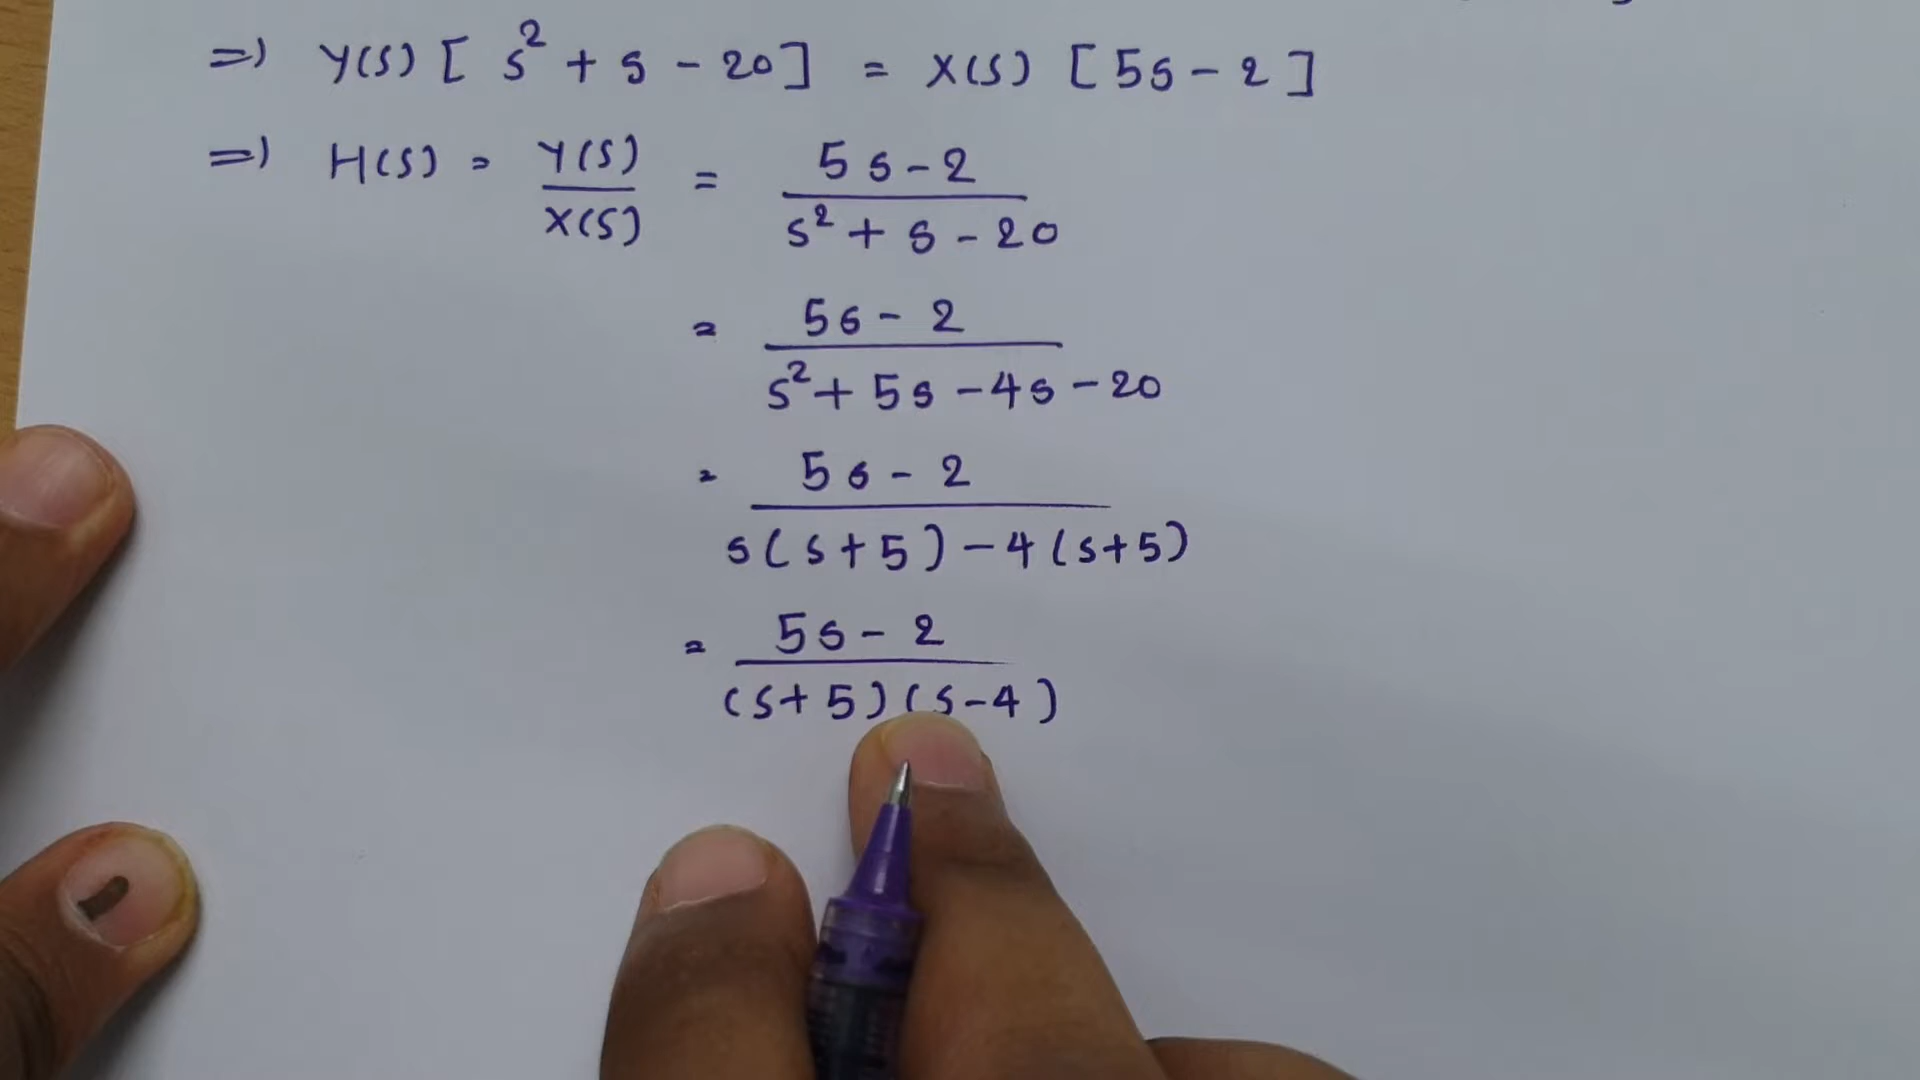 =) Y(s) [ s² + s - 20 ] = X(s) [ 5s - 2 ]
=) H(s) = Y(s)/X(s) = (5s - 2)/(s² + s - 20)
= (5s - 2)/(s² + 5s - 4s - 20)
= (5s - 2)/(s(s+5) - 4(s+5))
= (5s - 2)/((s+5)(s-4))